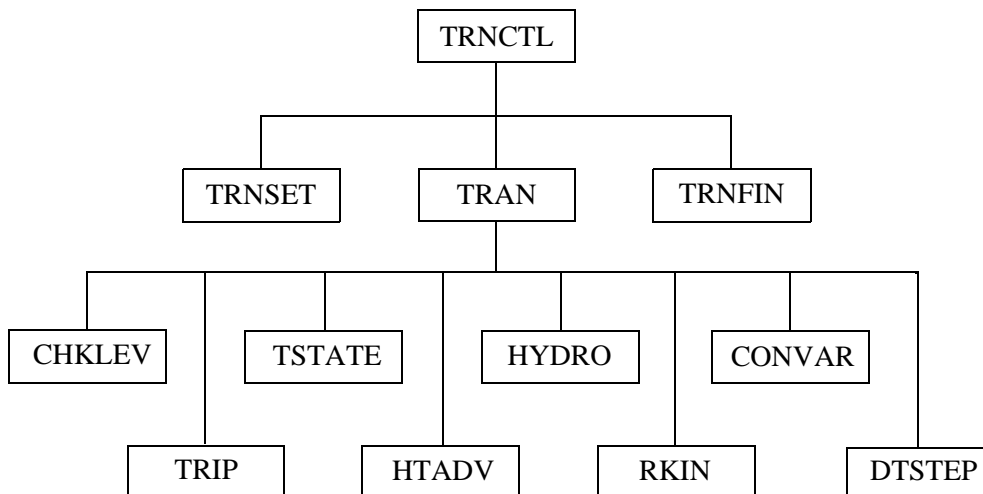 TRNCTL
TRNSET
TRAN
TRNFIN
CHKLEV
TSTATE
HYDRO
CONVAR
TRIP
HTADV
RKIN
DTSTEP